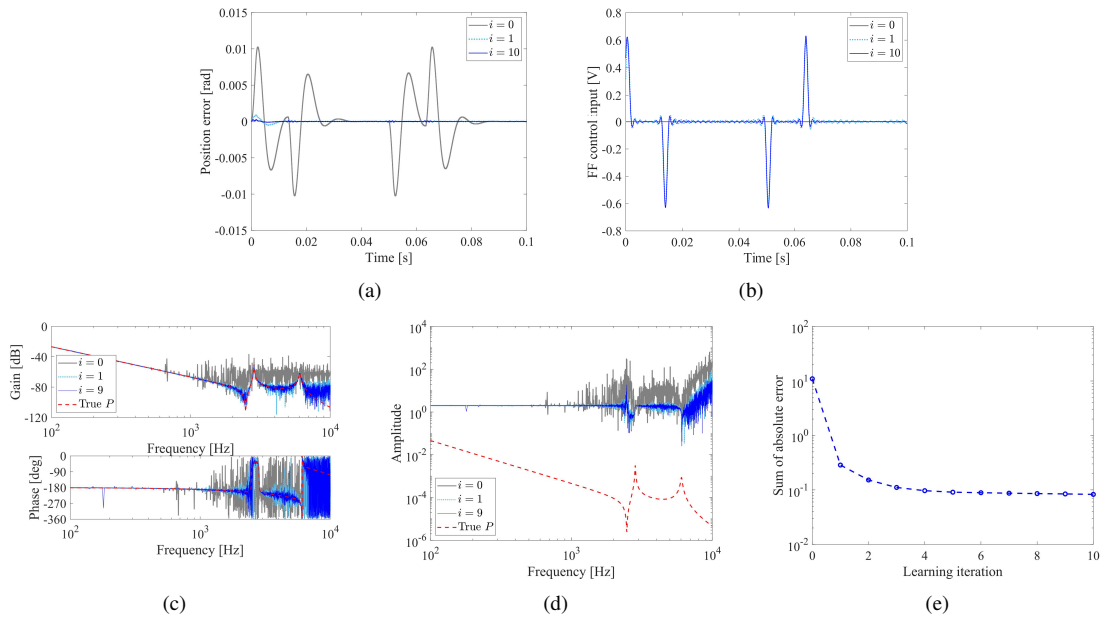 0.015
0.01
0.005
0
-0.005
-0.01
-0.015
Position error [rad]
i = 0
i = 1
i = 10
0 0.02 0.04 0.06 0.08 0.1
Time [s]
(a)
0.8
0.6
0.4
0.2
0
-0.2
-0.4
-0.6
-0.8
FF control input [V]
i = 0
i = 1
i = 10
0 0.02 0.04 0.06 0.08 0.1
Time [s]
(b)
0
-40
-80
-120
Gain [dB]
i = 0
i = 1
i = 9
True P
10^2 10^3 10^4
Frequency [Hz]
0
-90
-180
-270
-360
Phase [deg]
10^2 10^3 10^4
Frequency [Hz]
(c)
10^4
10^2
10^0
10^-2
10^-4
10^-6
Amplitude
i = 0
i = 1
i = 9
True P
10^2 10^3 10^4
Frequency [Hz]
(d)
10^2
10^1
10^0
10^-1
10^-2
Sum of absolute error
0 2 4 6 8 10
Learning iteration
(e)